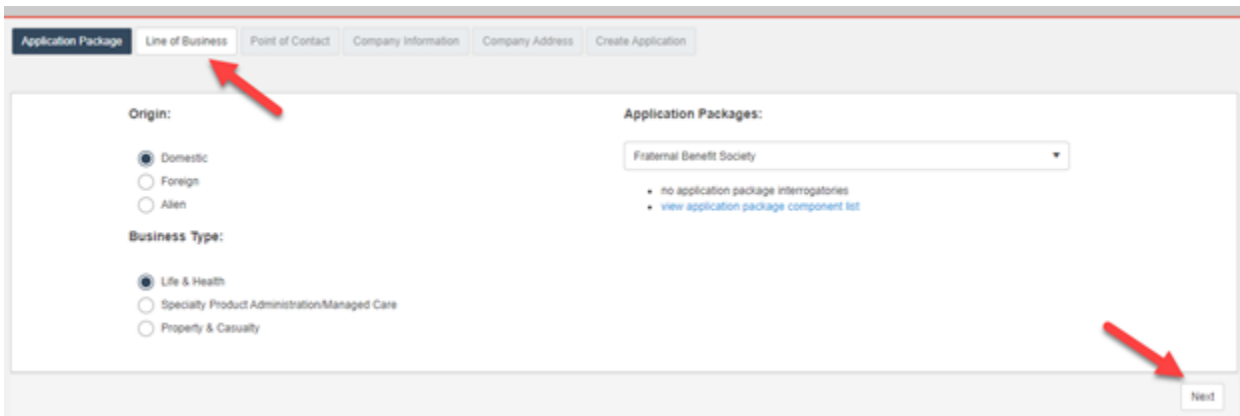 Application Package
Line of Business
Point of Contact
Company Information
Company Address
Create Application
Origin:
Domestic
Foreign
Alien
Business Type:
Life & Health
Specialty Product Administration/Managed Care
Property & Casualty
Application Packages:
Fraternal Benefit Society
no application package interrogatories
view application package component list
Next